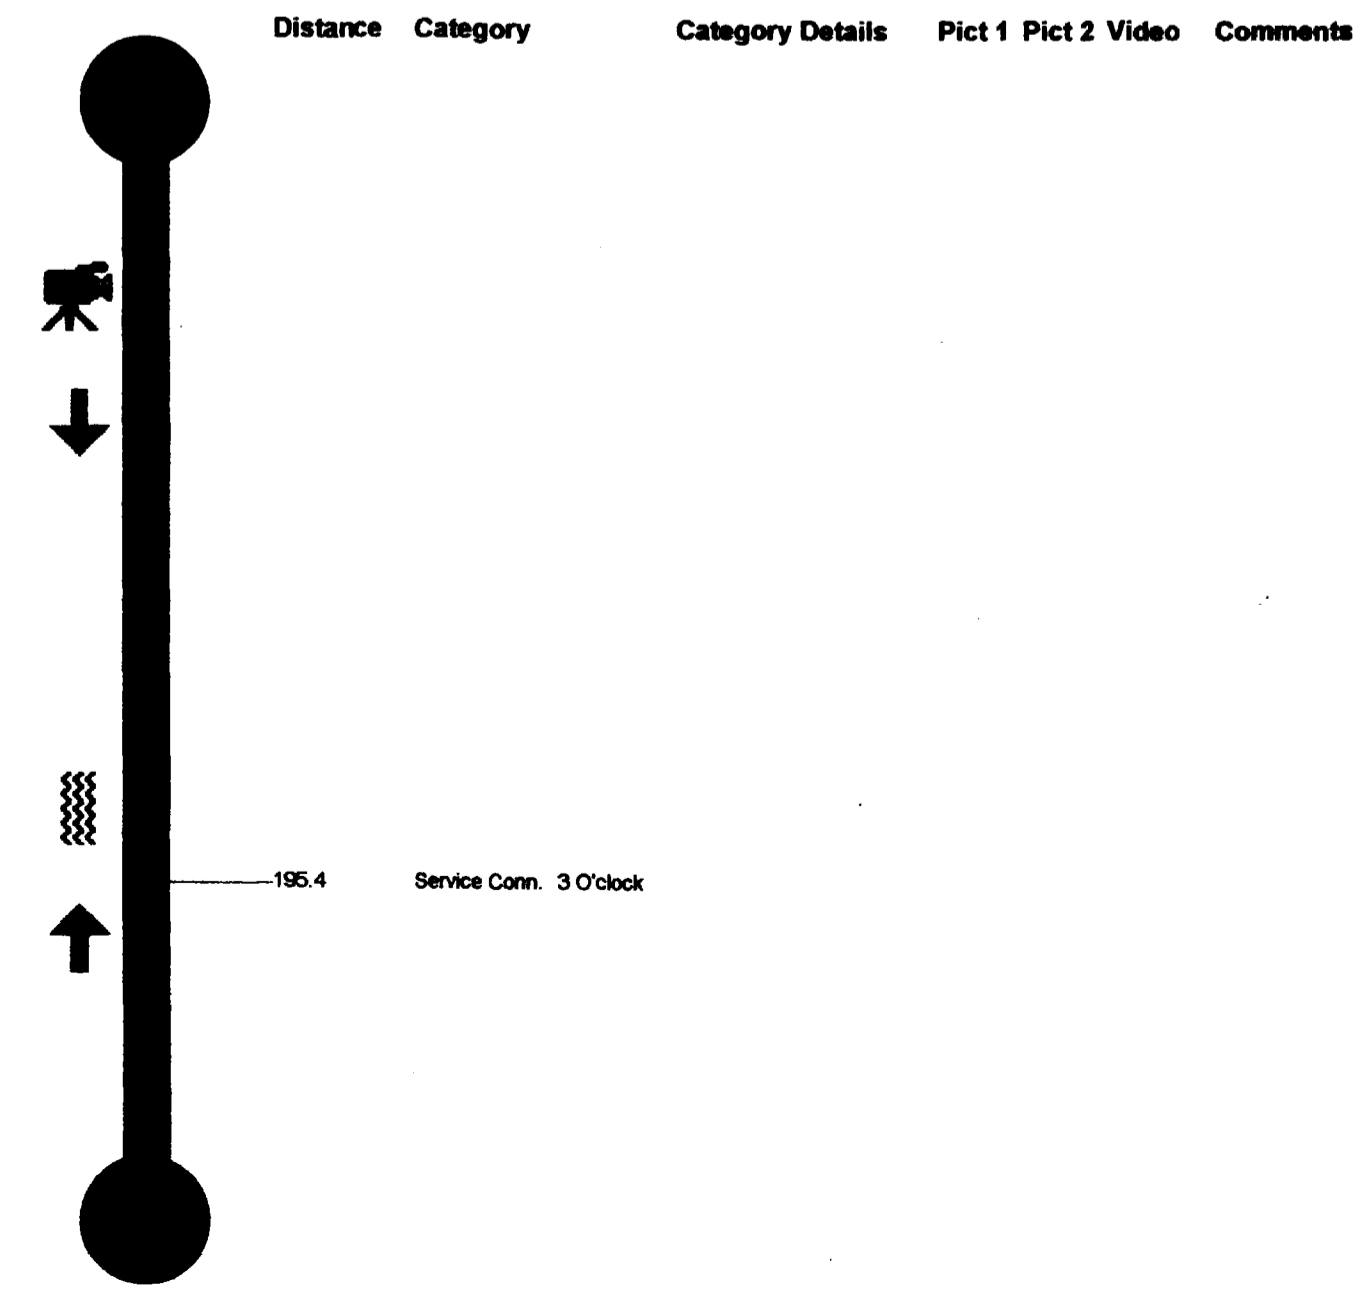 Distance Category Category Details Pict 1 Pict 2 Video Comments
195.4 Service Conn. 3 O'clock